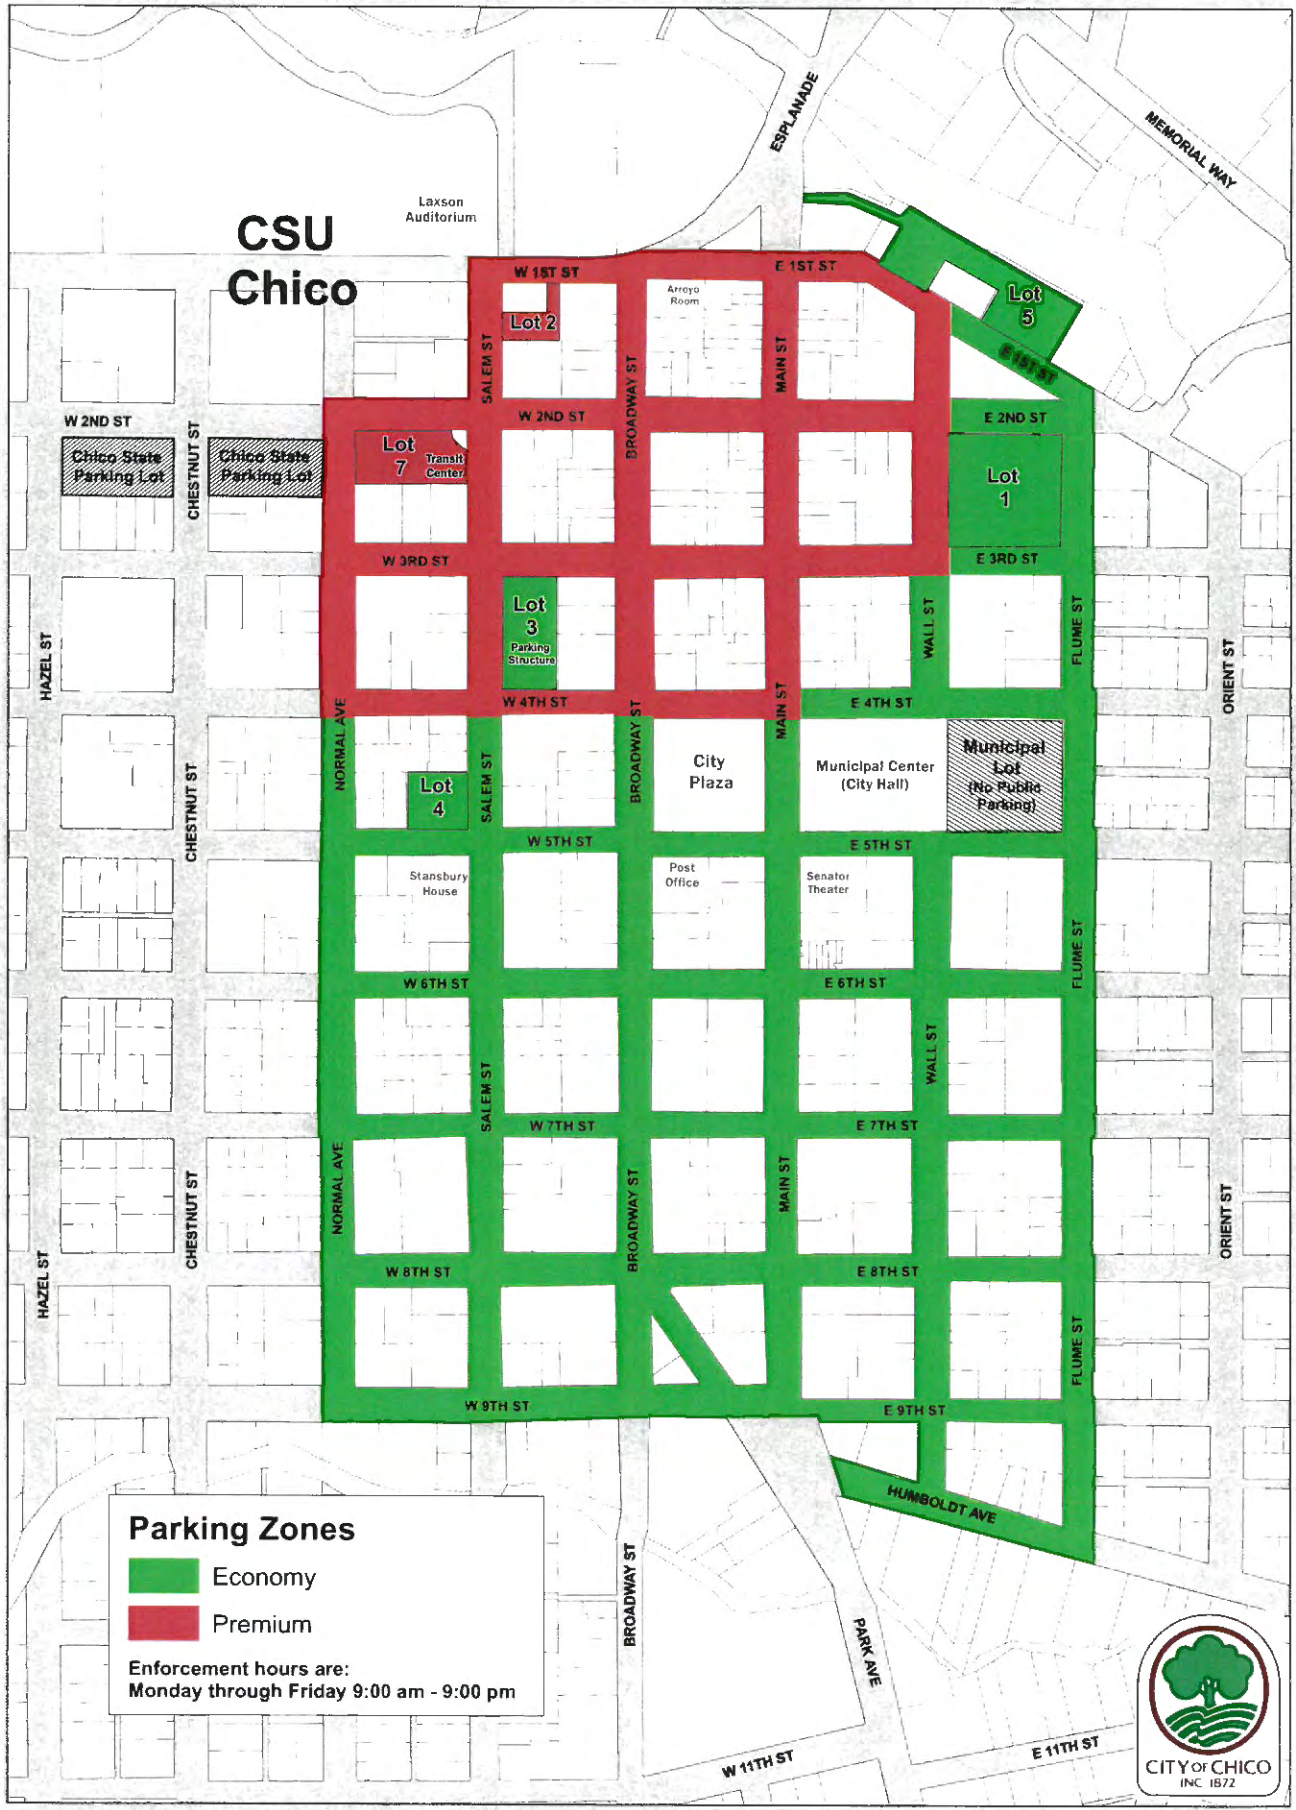 ESPLANADE
MEMORIAL WAY
Laxson
Auditorium
CSU
Chico
W 1ST ST
E 1ST ST
Arroyo
Room
Lot
5
Lot 2
SALEM ST
BROADWAY ST
MAIN ST
E 1ST ST
W 2ND ST
W 2ND ST
E 2ND ST
Chico State
Parking Lot
CHESTNUT ST
Chico State
Parking Lot
Lot
7
Transit
Center
Lot
1
W 3RD ST
E 3RD ST
Lot
3
Parking
Structure
WALL ST
FLUME ST
HAZEL ST
ORIENT ST
W 4TH ST
E 4TH ST
NORMAL AVE
BROADWAY ST
MAIN ST
SALEM ST
CHESTNUT ST
Lot
4
City
Plaza
Municipal Center
(City Hall)
Municipal
Lot
(No Public
Parking)
W 5TH ST
E 5TH ST
Stansbury
House
Post
Office
Senator
Theater
FLUME ST
W 6TH ST
E 6TH ST
SALEM ST
WALL ST
W 7TH ST
E 7TH ST
NORMAL AVE
CHESTNUT ST
BROADWAY ST
MAIN ST
ORIENT ST
HAZEL ST
W 8TH ST
E 8TH ST
FLUME ST
W 9TH ST
E 9TH ST
HUMBOLDT AVE
Parking Zones
Economy
Premium
Enforcement hours are:
Monday through Friday 9:00 am - 9:00 pm
BROADWAY ST
PARK AVE
W 11TH ST
E 11TH ST
CITY OF CHICO
INC 1872